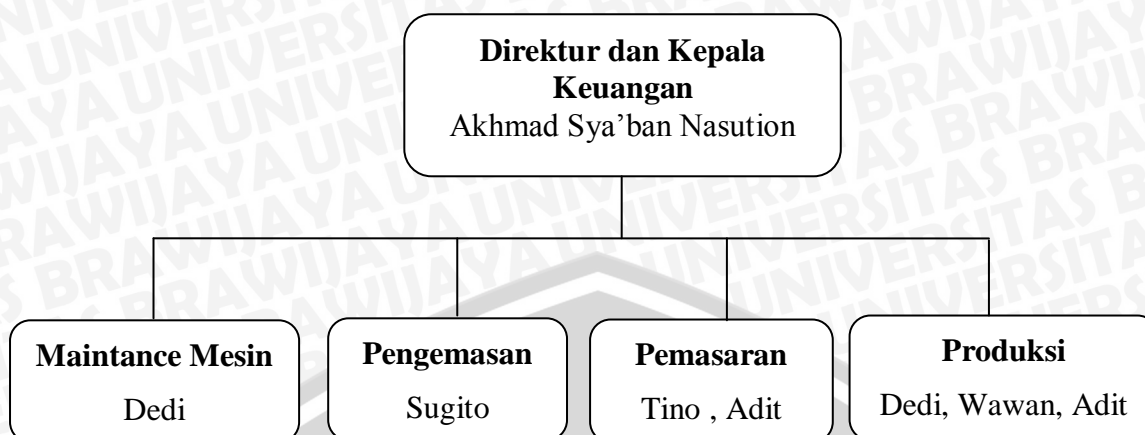 Direktur dan Kepala
Keuangan
Akhmad Sya’ban Nasution
Maintance Mesin
Dedi
Pengemasan
Sugito
Pemasaran
Tino , Adit
Produksi
Dedi, Wawan, Adit